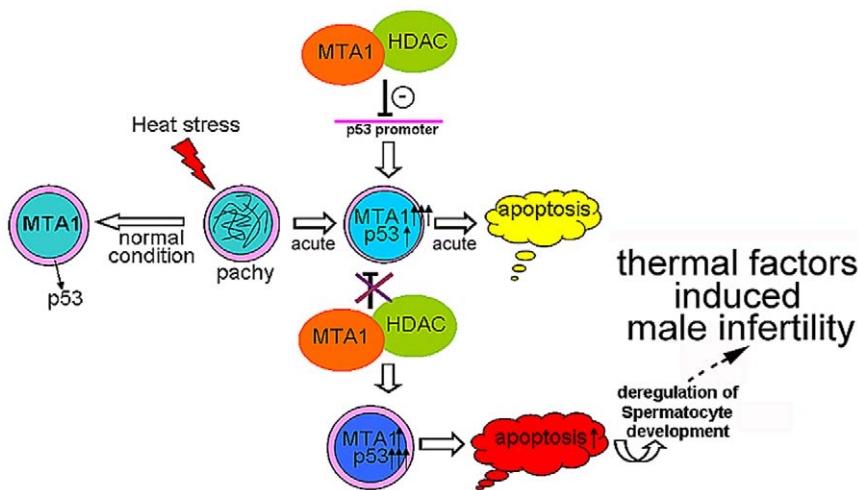 MTA1
HDAC
−
p53 promoter
Heat stress
MTA1
normal
condition
p53
pachy
acute
MTA1↑↑↑
p53↑
acute
apoptosis
thermal factors
induced
male infertility
MTA1
HDAC
deregulation of
Spermatocyte
development
MTA1↑
p53↑↑↑
apoptosis↑